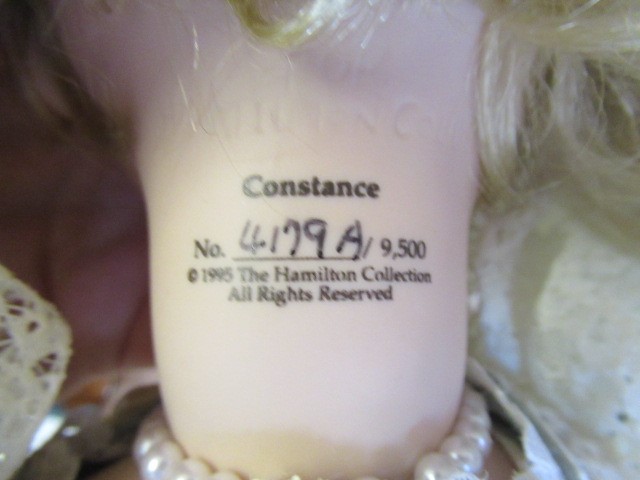 Constance
No. 4179A / 9,500
© 1995 The Hamilton Collection
All Rights Reserved